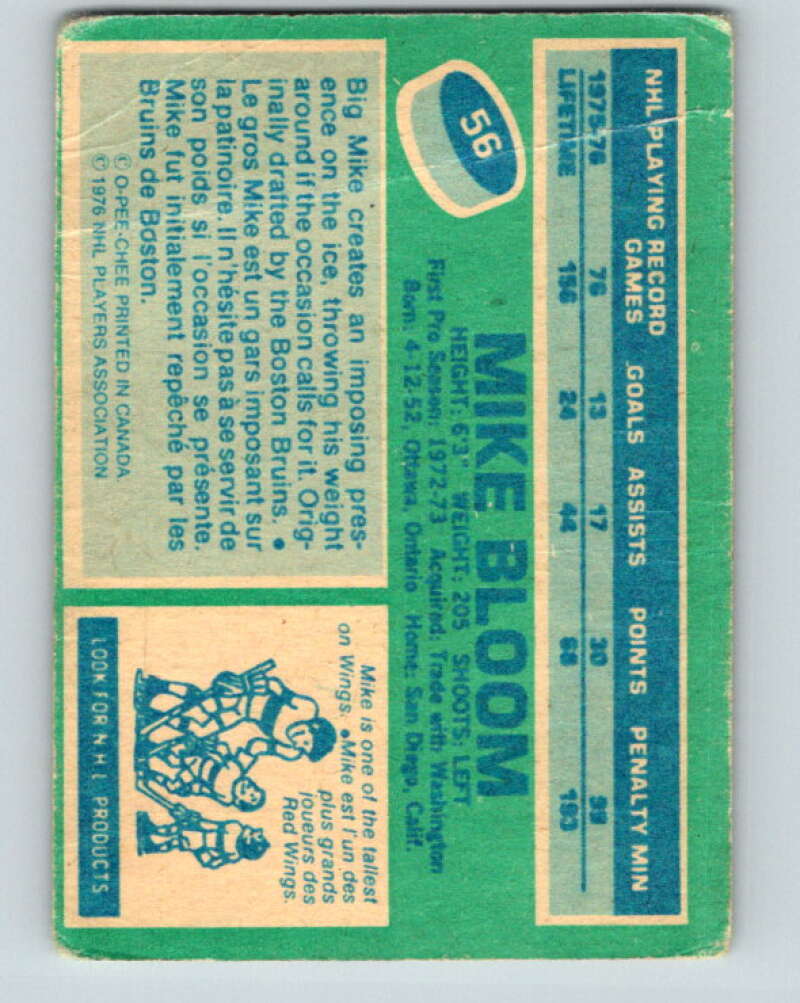 NHL PLAYING RECORD
GAMES GOALS ASSISTS POINTS PENALTY MIN
1975-76 76 13 17 30 99
LIFETIME 156 24 44 68 193
56
MIKE BLOOM
HEIGHT: 6'3" WEIGHT: 205 SHOOTS: LEFT
First Pro Season: 1972-73 Acquired: Trade with Washington
Born: 4-12-52, Ottawa, Ontario Home: San Diego, Calif.
Big Mike creates an imposing pres-
ence on the ice, throwing his weight
around if the occasion calls for it. Orig-
inally drafted by the Boston Bruins. •
Le gros Mike est un gars imposant sur
la patinoire. Il n'hésite pas à se servir de
son poids si l'occasion se présente.
Mike fut initialement repêché par les
Bruins de Boston.
© O-PEE-CHEE PRINTED IN CANADA
© 1976 NHL PLAYERS ASSOCIATION
Mike is one of the tallest
on Wings. • Mike est l'un des
plus grands
joueurs des
Red Wings.
LOOK FOR N H L PRODUCTS